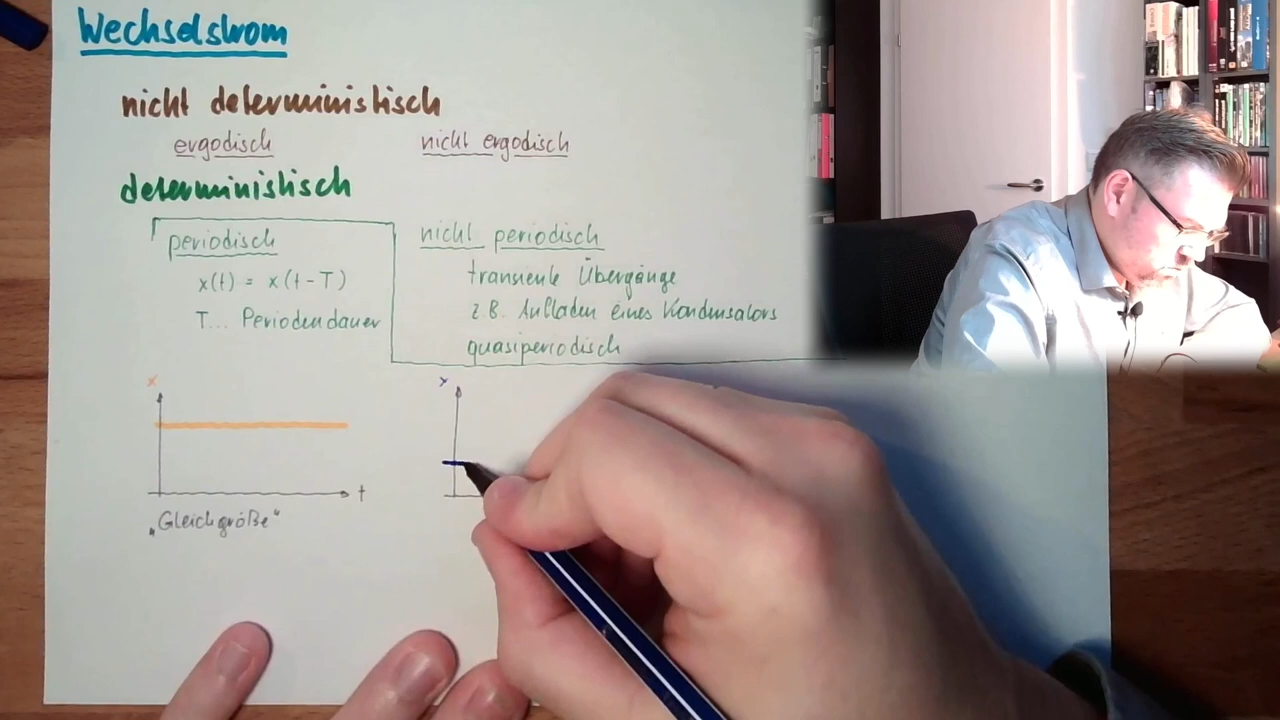 Wechselstrom
nicht deterministisch
ergodisch nicht ergodisch
deterministisch
periodisch nicht periodisch
x(t) = x(t-T) transiente Übergänge
T... Periodendauer z.B. Aufladen eines Kondensators
quasiperiodisch
x
t
„Gleichgröße“